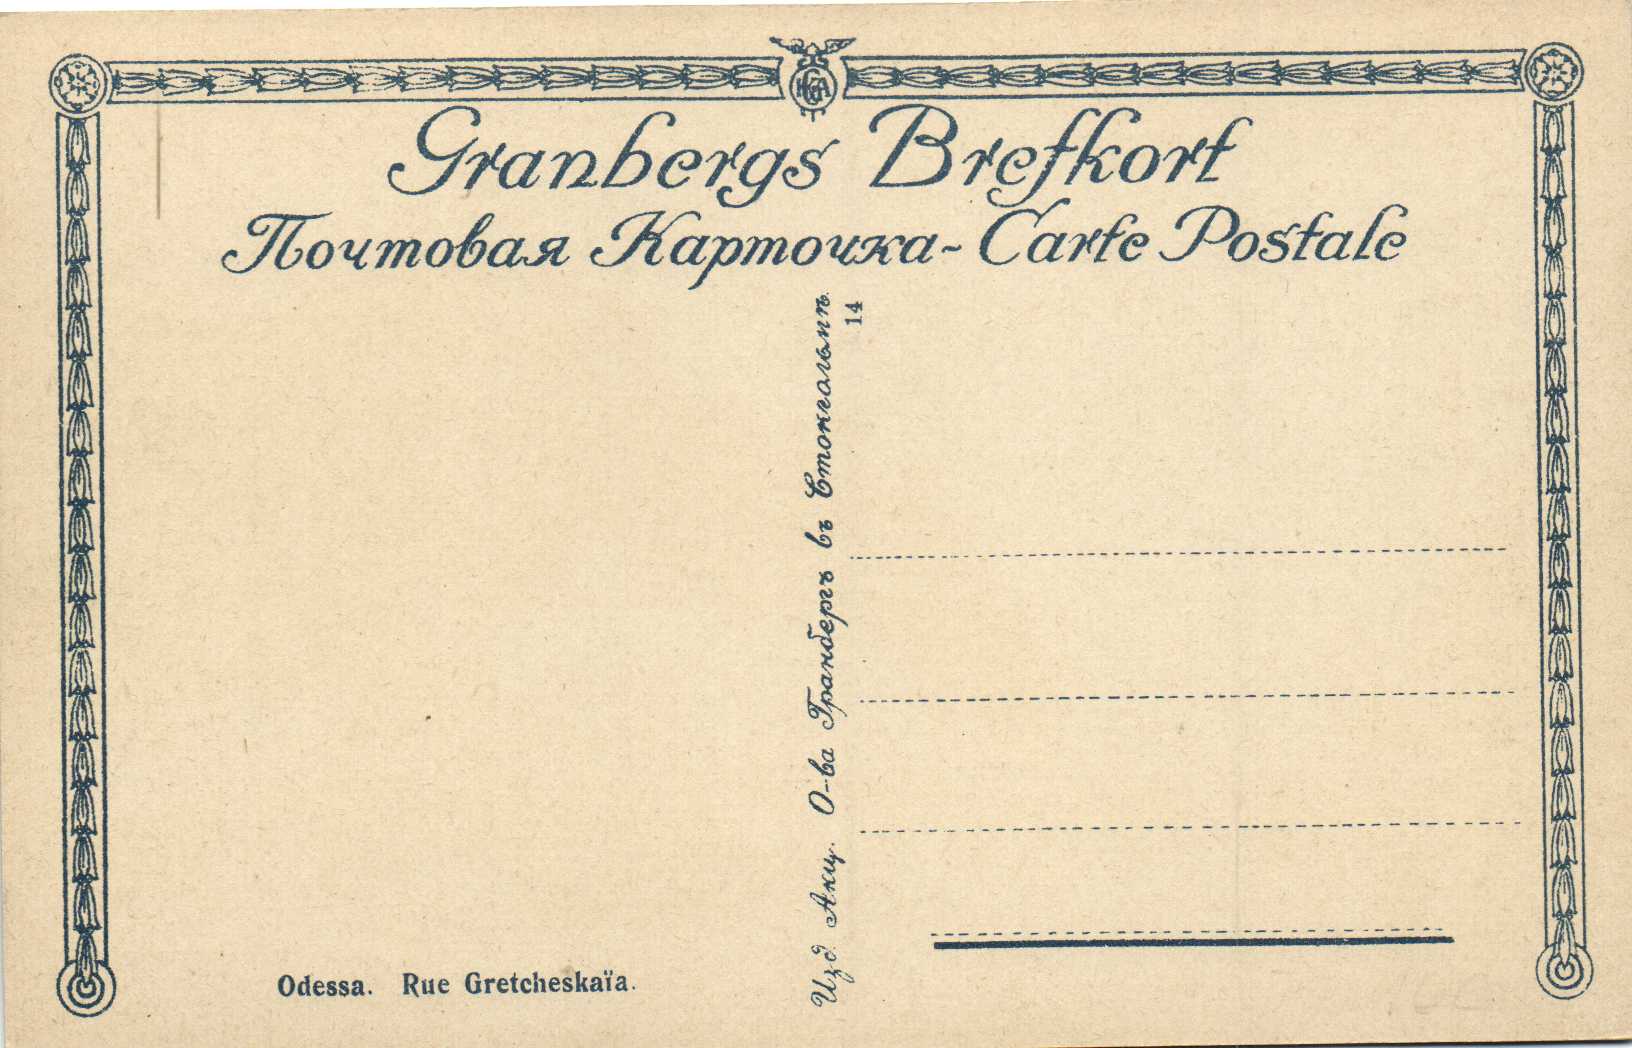 Granbergs Brefkort
Почтовая Карточка - Carte Postale
Изд. Акц. О-ва Гранбергъ въ Стокгольмѣ.
14
Odessa. Rue Gretcheskaïa.